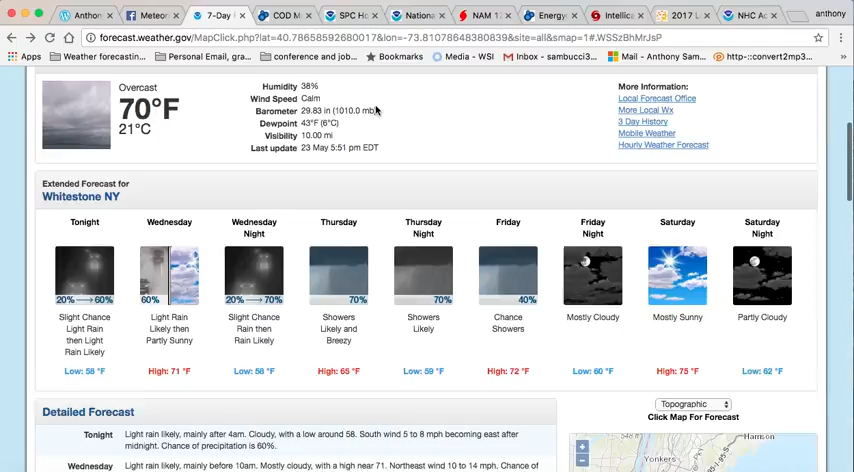 Anthon
Meteor
7-Day
COD M
SPC Ho
Nationa
NAM 12
Energy
Intellica
2017 L
NHC Ac
anthony
forecast.weather.gov/MapClick.php?lat=40.78658592680017&lon=-73.81078648380839&site=all&smap=1#.WSSzBhMrJsP
Apps
Weather forecasting
Personal Email, gra...
conference and job...
Bookmarks
Media - WSI
Inbox - sambucci3...
Mail - Anthony Sam...
http-::convert2mp3...
Overcast
70°F
21°C
Humidity 38%
Wind Speed Calm
Barometer 29.83 in (1010.0 mb)
Dewpoint 43°F (6°C)
Visibility 10.00 mi
Last update 23 May 5:51 pm EDT
More Information:
Local Forecast Office
More Local Wx
3 Day History
Mobile Weather
Hourly Weather Forecast
Extended Forecast for
Whitestone NY
Tonight
20% 60%
Slight Chance
Light Rain
then Light
Rain Likely
Low: 58 °F
Wednesday
60%
Light Rain
Likely then
Partly Sunny
High: 71 °F
Wednesday
Night
20% 70%
Slight Chance
Rain then
Rain Likely
Low: 58 °F
Thursday
70%
Showers
Likely and
Breezy
High: 65 °F
Thursday
Night
70%
Showers
Likely
Low: 59 °F
Friday
40%
Chance
Showers
High: 72 °F
Friday
Night
Mostly Cloudy
Low: 60 °F
Saturday
Mostly Sunny
High: 75 °F
Saturday
Night
Partly Cloudy
Low: 62 °F
Detailed Forecast
Tonight Light rain likely, mainly after 4am. Cloudy, with a low around 58. South wind 5 to 8 mph becoming east after
midnight. Chance of precipitation is 60%.
Wednesday Light rain likely, mainly before 10am. Mostly cloudy, with a high near 71. Northeast wind 10 to 14 mph. Chance of
Topographic
Click Map For Forecast
+
−
Yonkers
Harrison